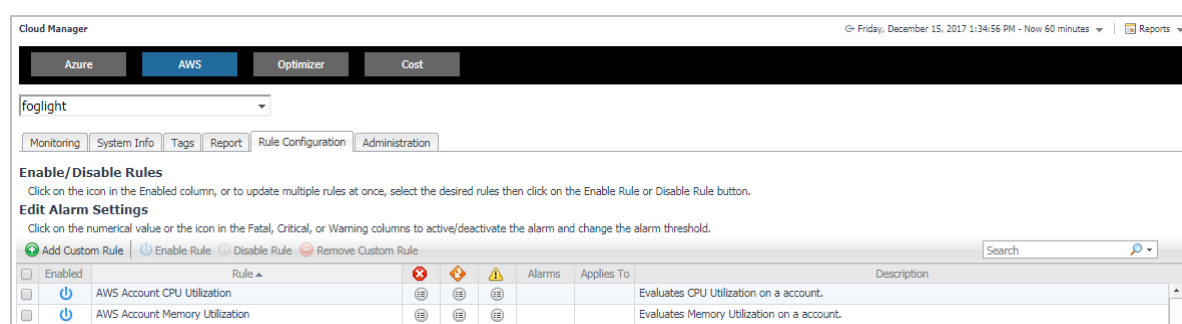 Cloud Manager
Friday, December 15, 2017 1:34:56 PM - Now 60 minutes
Reports
Azure
AWS
Optimizer
Cost
foglight
Monitoring
System Info
Tags
Report
Rule Configuration
Administration
Enable/Disable Rules
Click on the icon in the Enabled column, or to update multiple rules at once, select the desired rules then click on the Enable Rule or Disable Rule button.
Edit Alarm Settings
Click on the numerical value or the icon in the Fatal, Critical, or Warning columns to active/deactivate the alarm and change the alarm threshold.
Add Custom Rule
Enable Rule
Disable Rule
Remove Custom Rule
Search
Enabled
Rule
Alarms
Applies To
Description
AWS Account CPU Utilization
Evaluates CPU Utilization on a account.
AWS Account Memory Utilization
Evaluates Memory Utilization on a account.